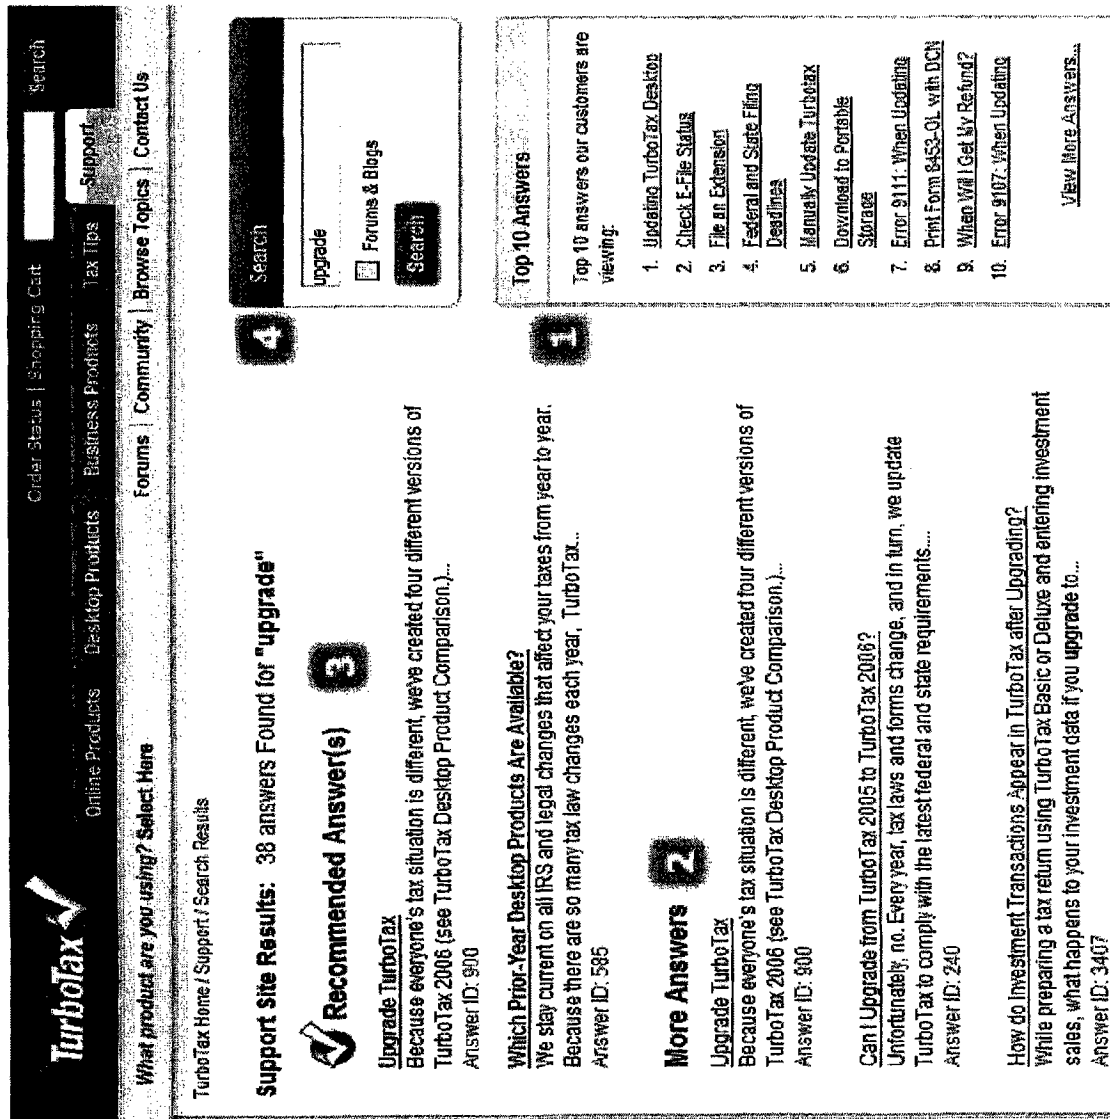 TurboTax
Order Status | Shopping Cart
Search
Online Products
Desktop Products
Business Products
Tax Tips
Support
What product are you using? Select Here
Forums | Community | Browse Topics | Contact Us
TurboTax Home / Support / Search Results
Support Site Results: 38 answers Found for "upgrade"
Recommended Answer(s)
3
Upgrade TurboTax
Because everyone's tax situation is different, we've created four different versions of
TurboTax 2006 (see TurboTax Desktop Product Comparison.)...
Answer ID: 900
Which Prior-Year Desktop Products Are Available?
We stay current on all IRS and legal changes that affect your taxes from year to year.
Because there are so many tax law changes each year, TurboTax...
Answer ID: 585
More Answers
2
Upgrade TurboTax
Because everyone's tax situation is different, we've created four different versions of
TurboTax 2006 (see TurboTax Desktop Product Comparison.)...
Answer ID: 900
Can I Upgrade from TurboTax 2005 to TurboTax 2006?
Unfortunately, no. Every year, tax laws and forms change, and in turn, we update
TurboTax to comply with the latest federal and state requirements....
Answer ID: 240
How do Investment Transactions Appear in TurboTax after Upgrading?
While preparing a tax return using TurboTax Basic or Deluxe and entering investment
sales, what happens to your investment data if you upgrade to...
Answer ID: 3407
4
Search
upgrade
Forums & Blogs
Search
1
Top 10 Answers
Top 10 answers our customers are
viewing:
1. Updating TurboTax Desktop
2. Check E-File Status
3. File an Extension
4. Federal and State Filing
Deadlines
5. Manually Update Turbotax
6. Download to Portable
Storage
7. Error 9111: When Updating
8. Print Form 8453-OL with DCN
9. When Will I Get My Refund?
10. Error 9107: When Updating
View More Answers...